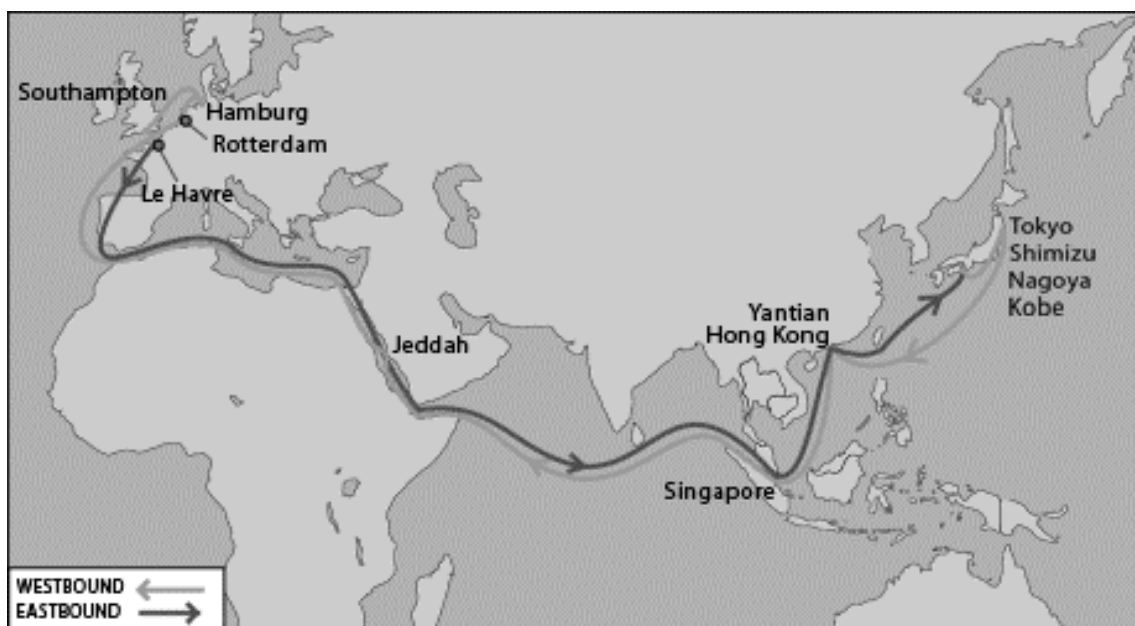 Southampton
Hamburg
Rotterdam
Le Havre
Tokyo
Shimizu
Nagoya
Kobe
Yantian
Hong Kong
Jeddah
Singapore
WESTBOUND
EASTBOUND